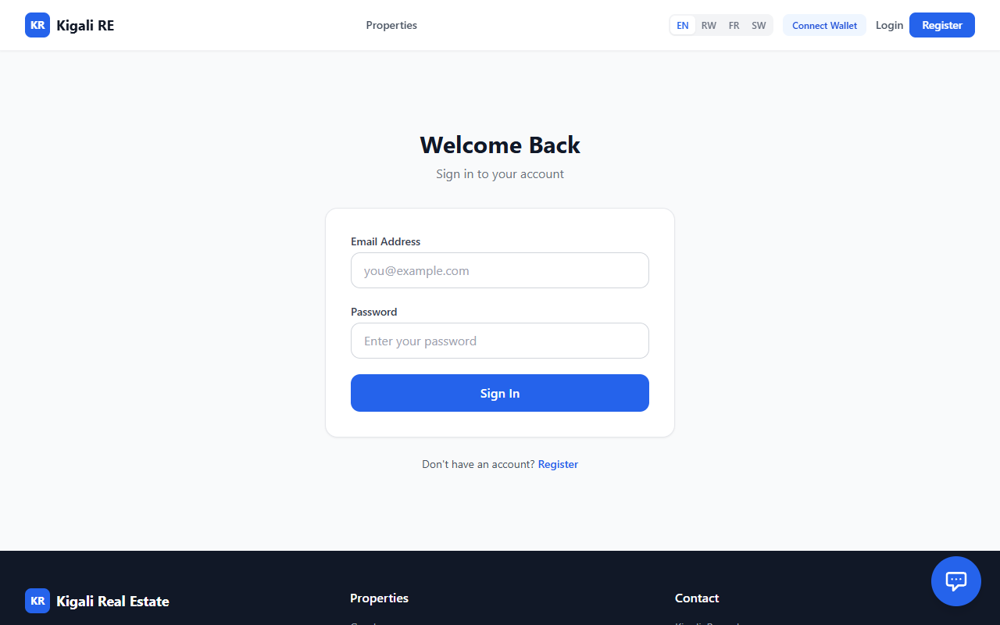 KR Kigali RE Properties EN RW FR SW Connect Wallet Login Register
Welcome Back
Sign in to your account
Email Address
you@example.com
Password
Enter your password
Sign In
Don't have an account? Register
KR Kigali Real Estate
Properties
Contact